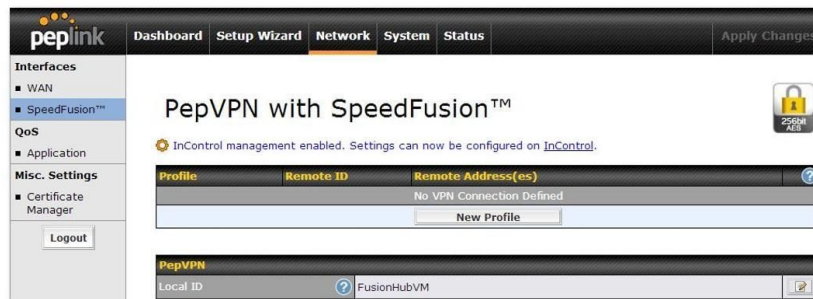 peplink
Dashboard Setup Wizard Network System Status Apply Changes
Interfaces
WAN
SpeedFusion™
QoS
Application
Misc. Settings
Certificate
Manager
Logout
PepVPN with SpeedFusion™
256bit
AES
InControl management enabled. Settings can now be configured on InControl.
Profile Remote ID Remote Address(es) ?
No VPN Connection Defined
New Profile
PepVPN
Local ID ? FusionHubVM